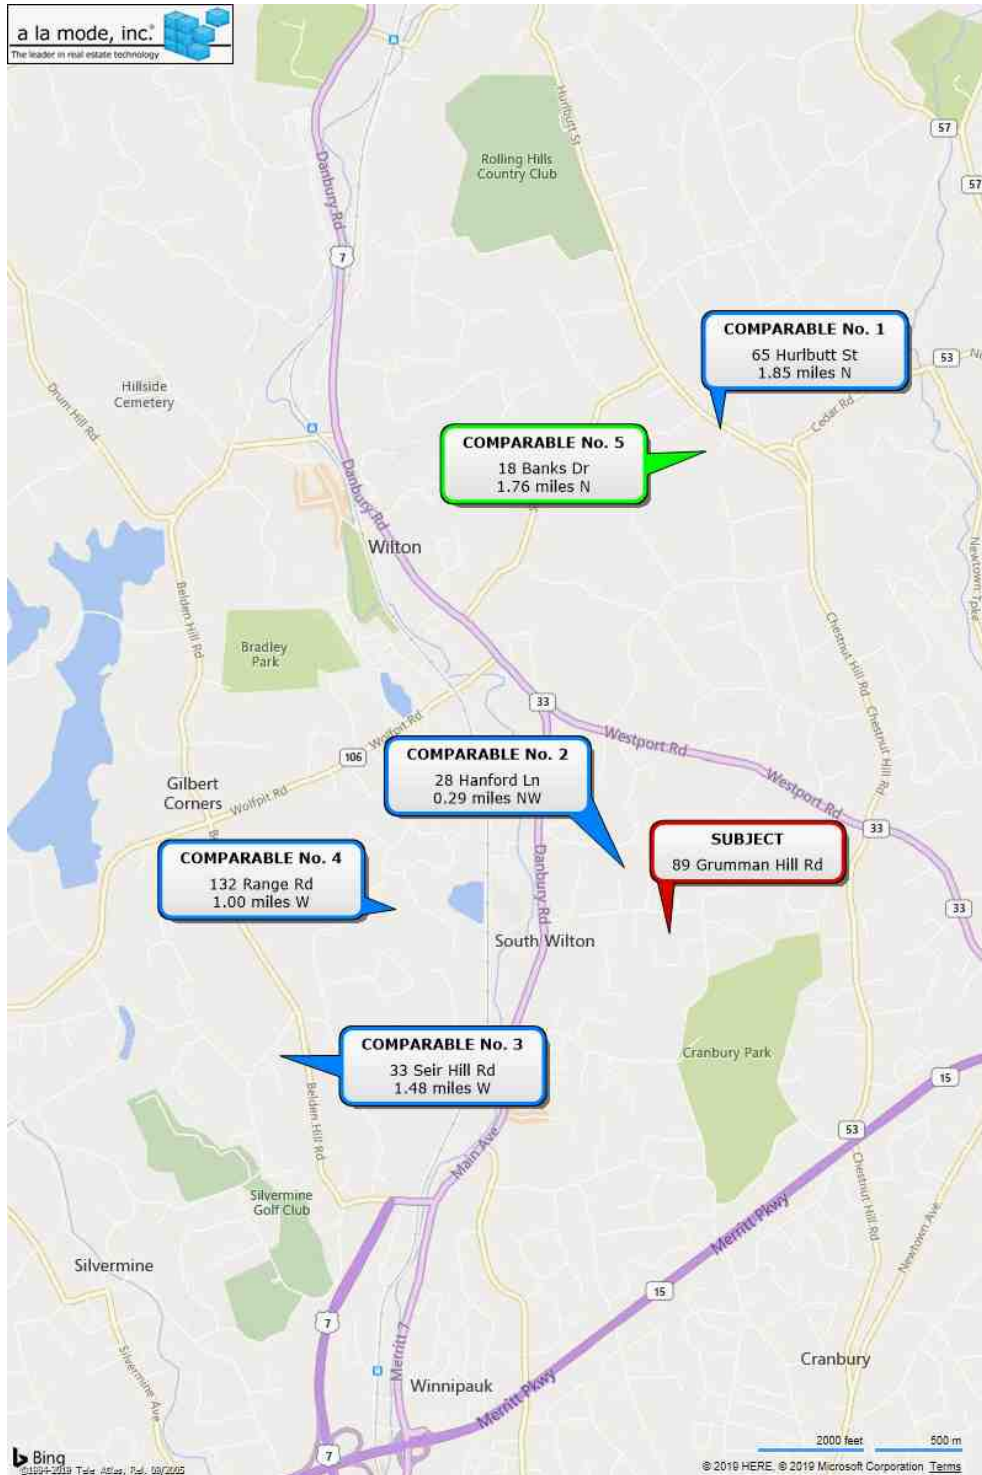 a la mode, inc.®
The leader in real estate technology
57
57
Hurlbutt St
Rolling Hills
Country Club
Danbury Rd
7
COMPARABLE No. 1
65 Hurlbutt St
1.85 miles N
53
Hillside
Cemetery
Drum Hill Rd
Cedar Rd
COMPARABLE No. 5
18 Banks Dr
1.76 miles N
Danbury Rd
Wilton
Newtown Tpke
Belden Hill Rd
Bradley
Park
Chestnut Hill Rd
Chestnut Hill Rd
33
Westport Rd
Wolfpit Rd
106
COMPARABLE No. 2
28 Hanford Ln
0.29 miles NW
Westport Rd
Gilbert
Corners
Wolfpit Rd
33
SUBJECT
89 Grumman Hill Rd
COMPARABLE No. 4
132 Range Rd
1.00 miles W
Danbury Rd
33
South Wilton
COMPARABLE No. 3
33 Seir Hill Rd
1.48 miles W
Cranbury Park
15
Belden Hill Rd
53
Main Ave
Chestnut Hill Rd
Silvermine
Golf Club
Merritt Pkwy
Newtown Ave
Silvermine
15
7
Merritt 7
Silvermine Ave
Cranbury
Winnipauk
Merritt Pkwy
7
2000 feet
500 m
Bing
©1994-2019 Tele Atlas, Rel. 09/2005
© 2019 HERE, © 2019 Microsoft Corporation Terms